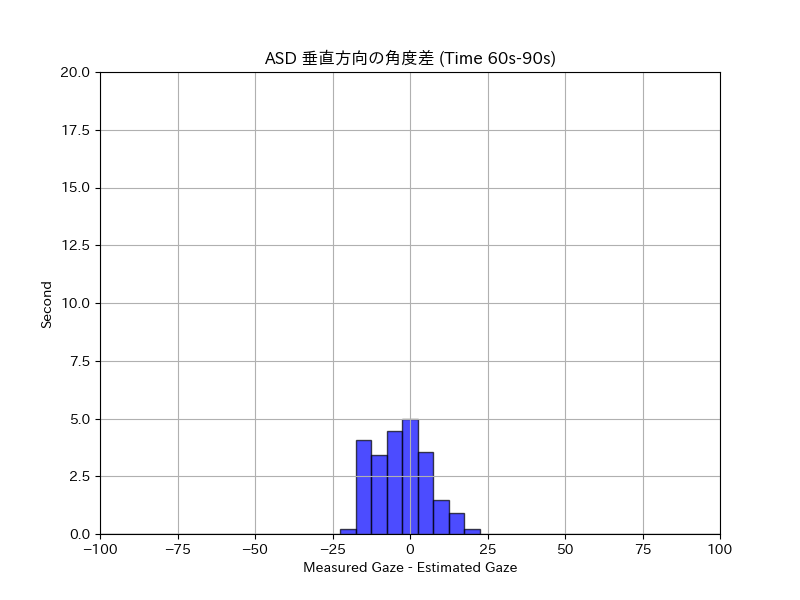 ASD 垂直方向の角度差 (Time 60s-90s)
20.0
17.5
15.0
12.5
10.0
7.5
5.0
2.5
0.0
Second
−100 −75 −50 −25 0 25 50 75 100
Measured Gaze - Estimated Gaze